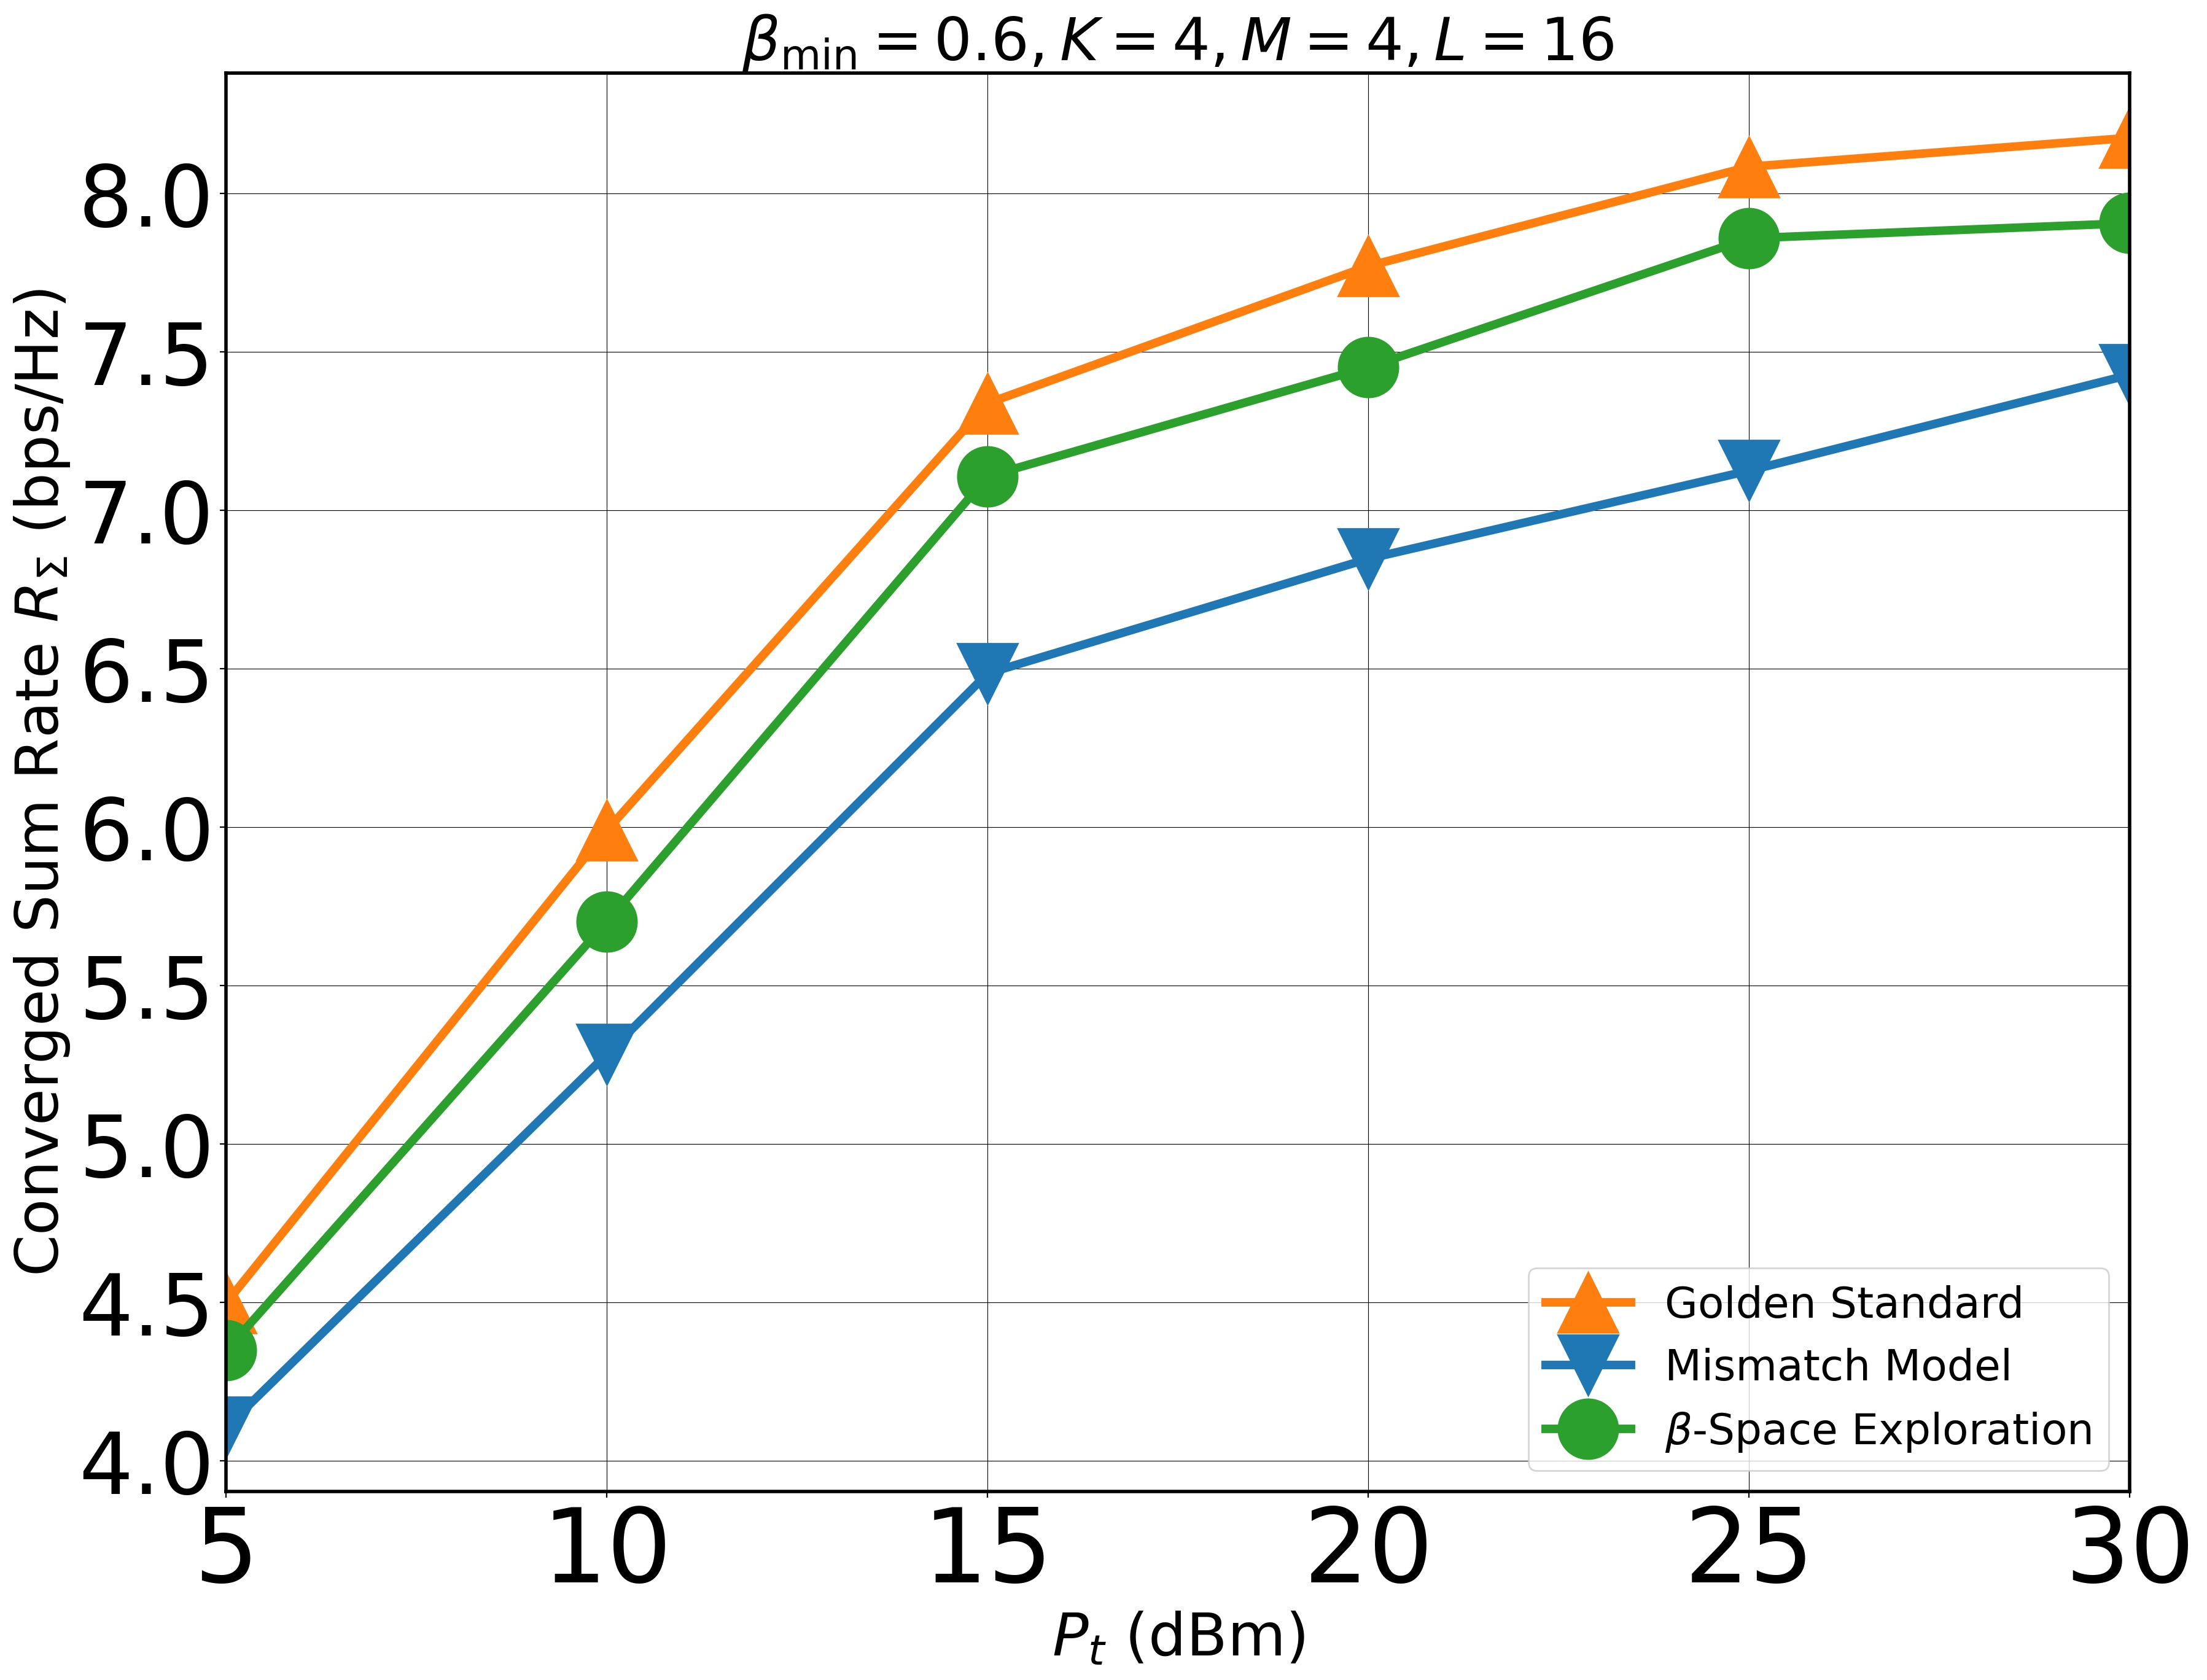 β_min = 0.6, K = 4, M = 4, L = 16
Converged Sum Rate R_Σ (bps/Hz)
8.0
7.5
7.0
6.5
6.0
5.5
5.0
4.5
4.0
Golden Standard
Mismatch Model
β-Space Exploration
5 10 15 20 25 30
P_t (dBm)